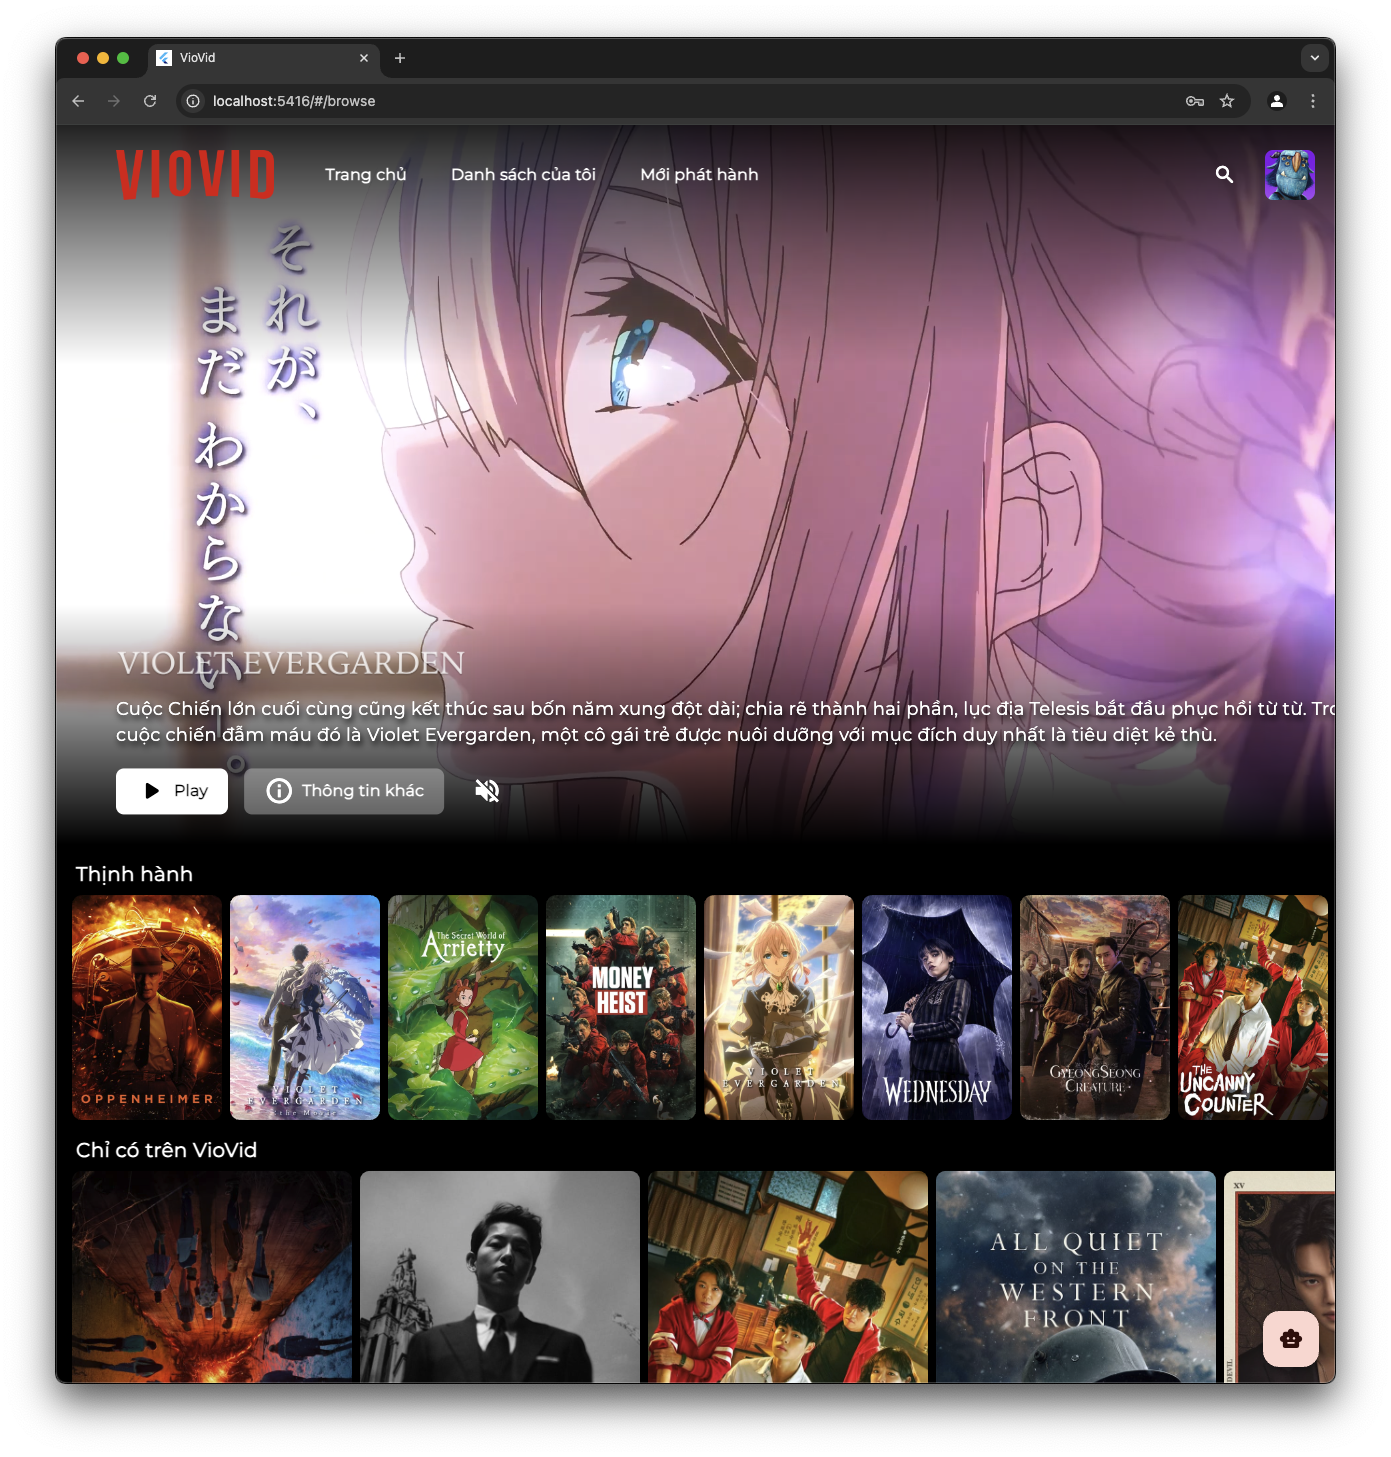 VioVid
localhost:5416/#/browse
VIOVID
Trang chủ
Danh sách của tôi
Mới phát hành
それが、
まだ わからない。
VIOLET EVERGARDEN
Cuộc Chiến lớn cuối cùng cũng kết thúc sau bốn năm xung đột dài; chia rẽ thành hai phần, lục địa Telesis bắt đầu phục hồi từ từ. Tro
cuộc chiến đẫm máu đó là Violet Evergarden, một cô gái trẻ được nuôi dưỡng với mục đích duy nhất là tiêu diệt kẻ thù.
Play
Thông tin khác
Thịnh hành
OPPENHEIMER
VIOLET
EVERGARDEN
the Movie
The Secret World of
Arrietty
MONEY
HEIST
VIOLET
EVERGARDEN
WEDNESDAY
GYEONGSEONG
CREATURE
THE
UNCANNY
COUNTER
Chỉ có trên VioVid
ALL QUIET
ON THE
WESTERN
FRONT
XV
DEVIL